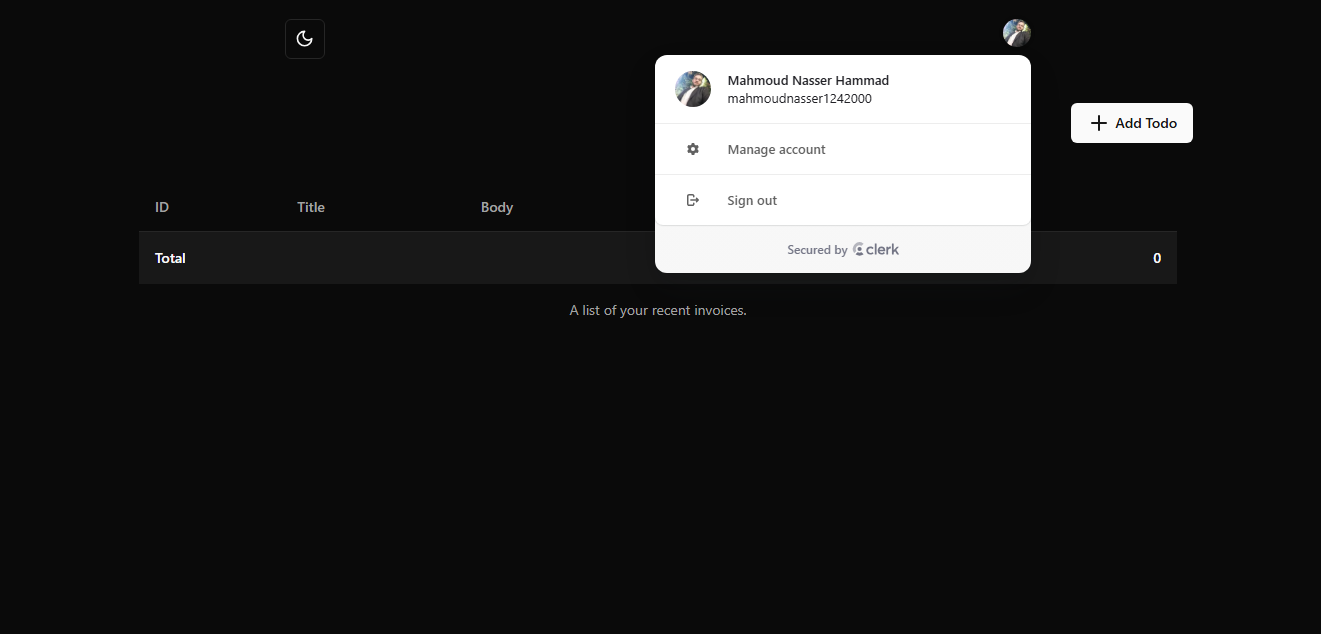 Mahmoud Nasser Hammad
mahmoudnasser1242000
Add Todo
Manage account
Sign out
ID Title Body
Secured by clerk
Total 0
A list of your recent invoices.